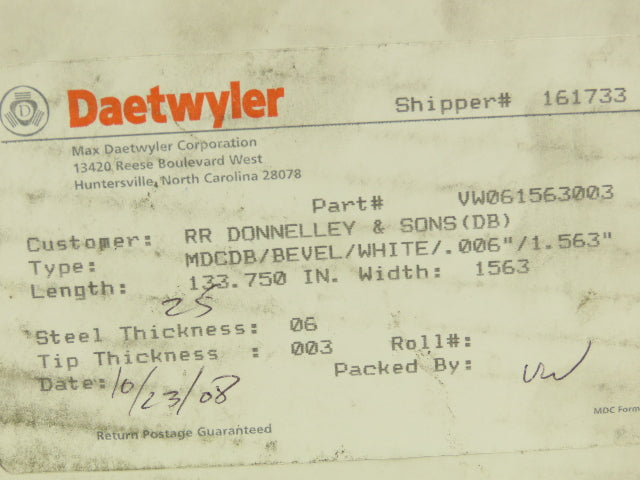 Daetwyler
Shipper# 161733
Max Daetwyler Corporation
13420 Reese Boulevard West
Huntersville, North Carolina 28078
Part# VW061563003
Customer: RR DONNELLEY & SONS(DB)
Type: MDCDB/BEVEL/WHITE/.006"/1.563"
Length: 133.750 IN. Width: 1563
25
Steel Thickness: 06
Tip Thickness : 003 Roll#:
Date: 10/23/08 Packed By: VW
Return Postage Guaranteed
MDC Form